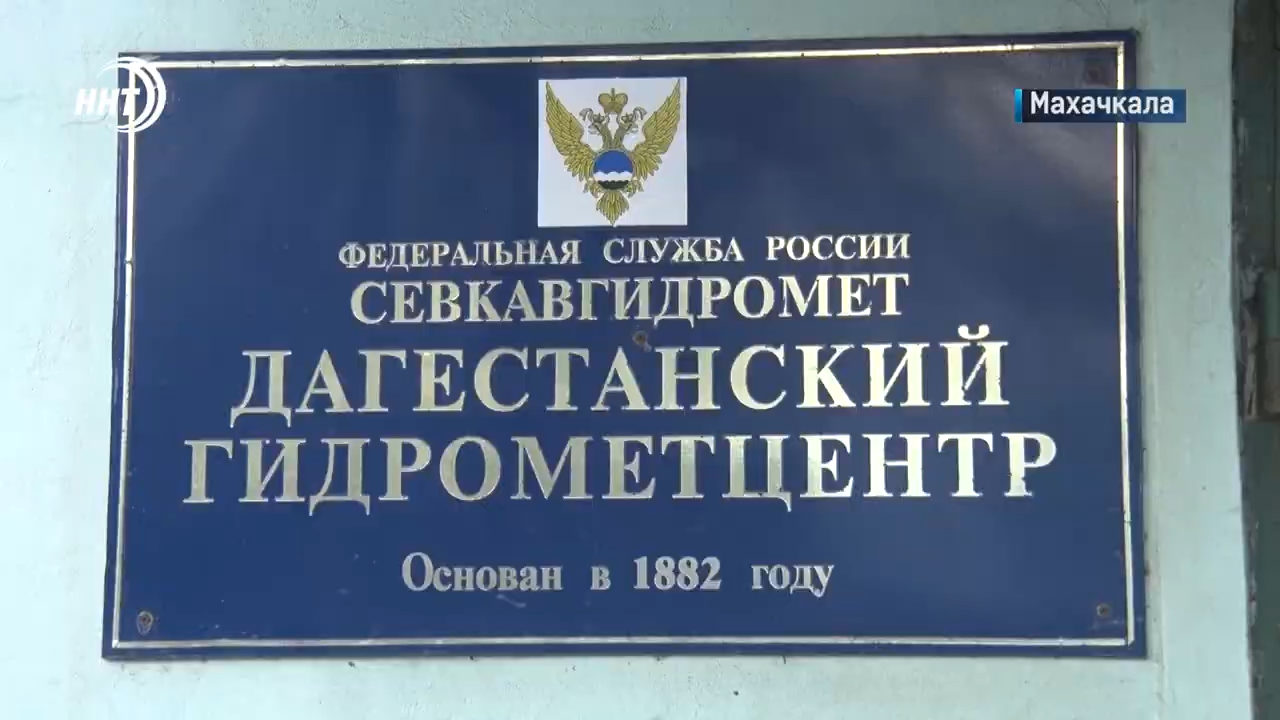 ННТ
Махачкала
ФЕДЕРАЛЬНАЯ СЛУЖБА РОССИИ
СЕВКАВГИДРОМЕТ
ДАГЕСТАНСКИЙ
ГИДРОМЕТЦЕНТР
Основан в 1882 году